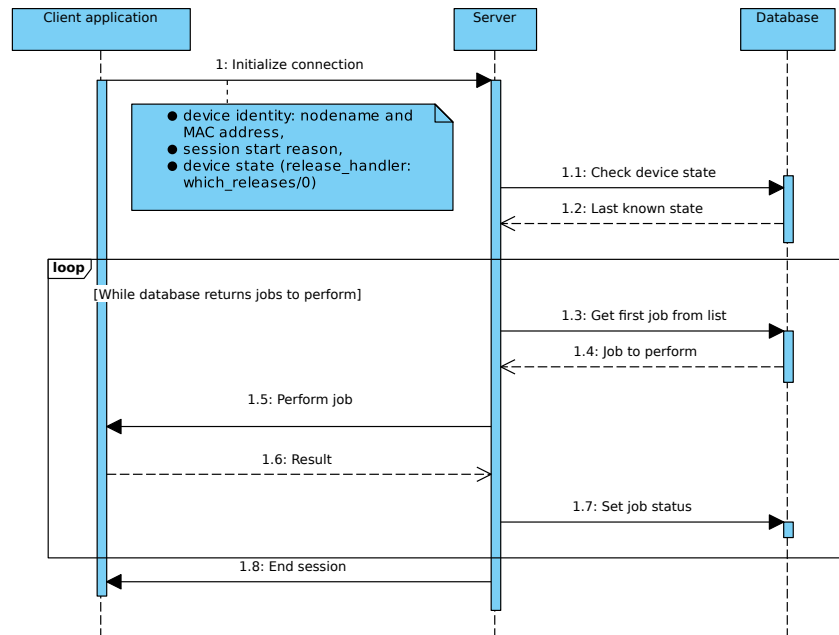 Client application
Server
Database
1: Initialize connection
● device identity: nodename and
MAC address,
● session start reason,
● device state (release_handler:
which_releases/0)
1.1: Check device state
1.2: Last known state
loop
[While database returns jobs to perform]
1.3: Get first job from list
1.4: Job to perform
1.5: Perform job
1.6: Result
1.7: Set job status
1.8: End session